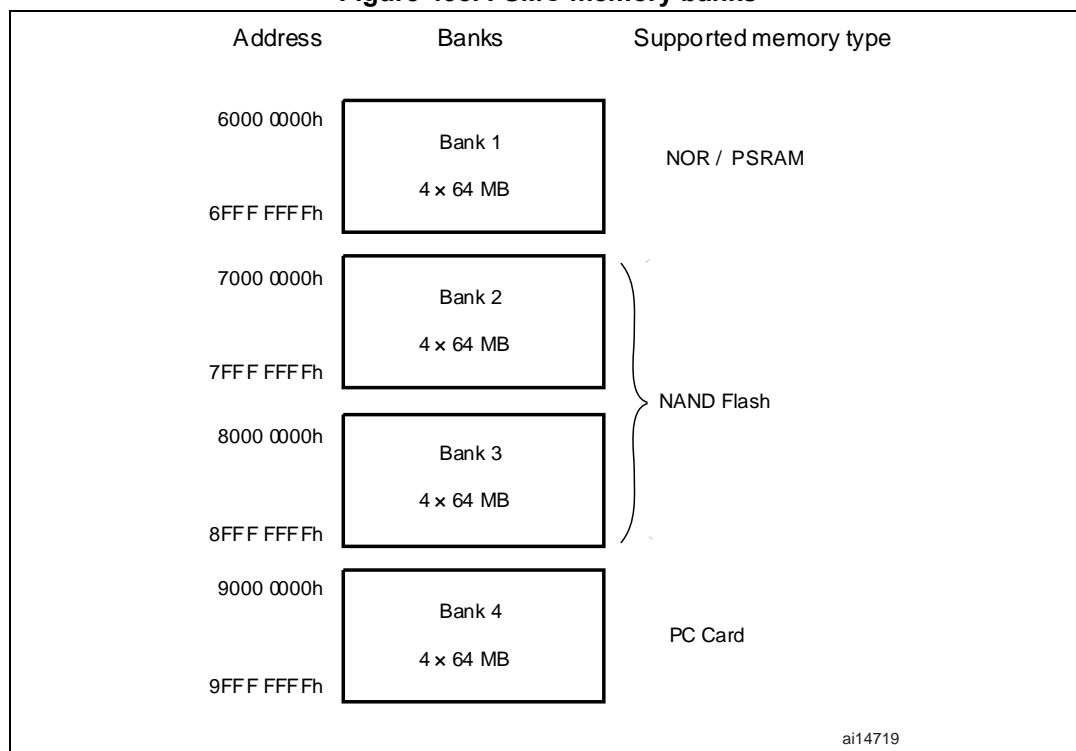 Address Banks Supported memory type
6000 0000h
Bank 1
NOR / PSRAM
4 × 64 MB
6FFF FFFFh
7000 0000h
Bank 2
4 × 64 MB
7FFF FFFFh
NAND Flash
8000 0000h
Bank 3
4 × 64 MB
8FFF FFFFh
9000 0000h
Bank 4
PC Card
4 × 64 MB
9FFF FFFFh
ai14719